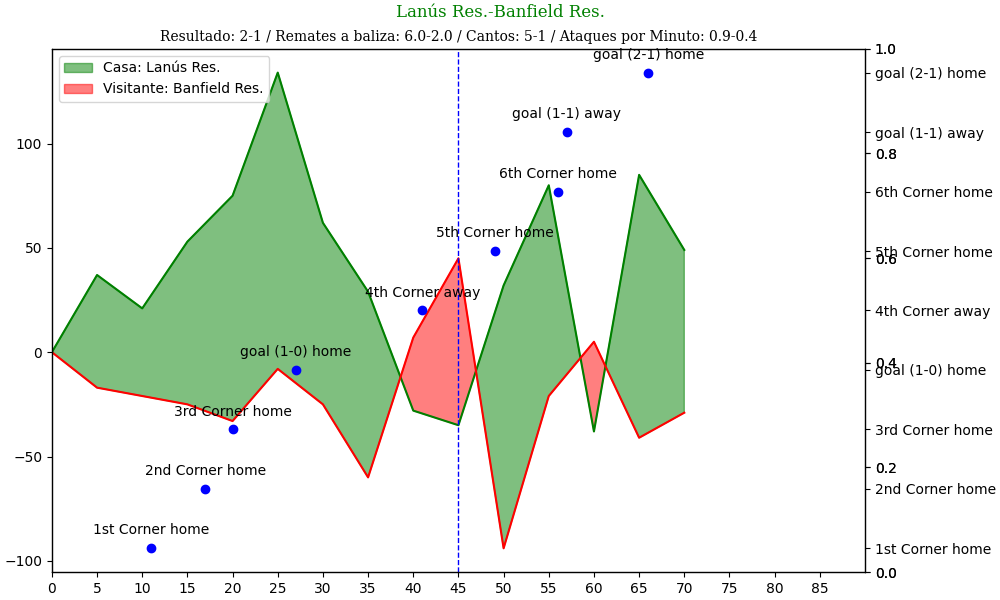 Lanús Res.-Banfield Res.
Resultado: 2-1 / Remates a baliza: 6.0-2.0 / Cantos: 5-1 / Ataques por Minuto: 0.9-0.4
Casa: Lanús Res.
Visitante: Banfield Res.
goal (2-1) home
goal (1-1) away
6th Corner home
5th Corner home
4th Corner away
goal (1-0) home
3rd Corner home
2nd Corner home
1st Corner home
100
50
0
−50
−100
0 5 10 15 20 25 30 35 40 45 50 55 60 65 70 75 80 85
1.0
goal (2-1) home
goal (1-1) away
0.8
6th Corner home
5th Corner home
0.6
4th Corner away
0.4
goal (1-0) home
3rd Corner home
0.2
2nd Corner home
1st Corner home
0.0